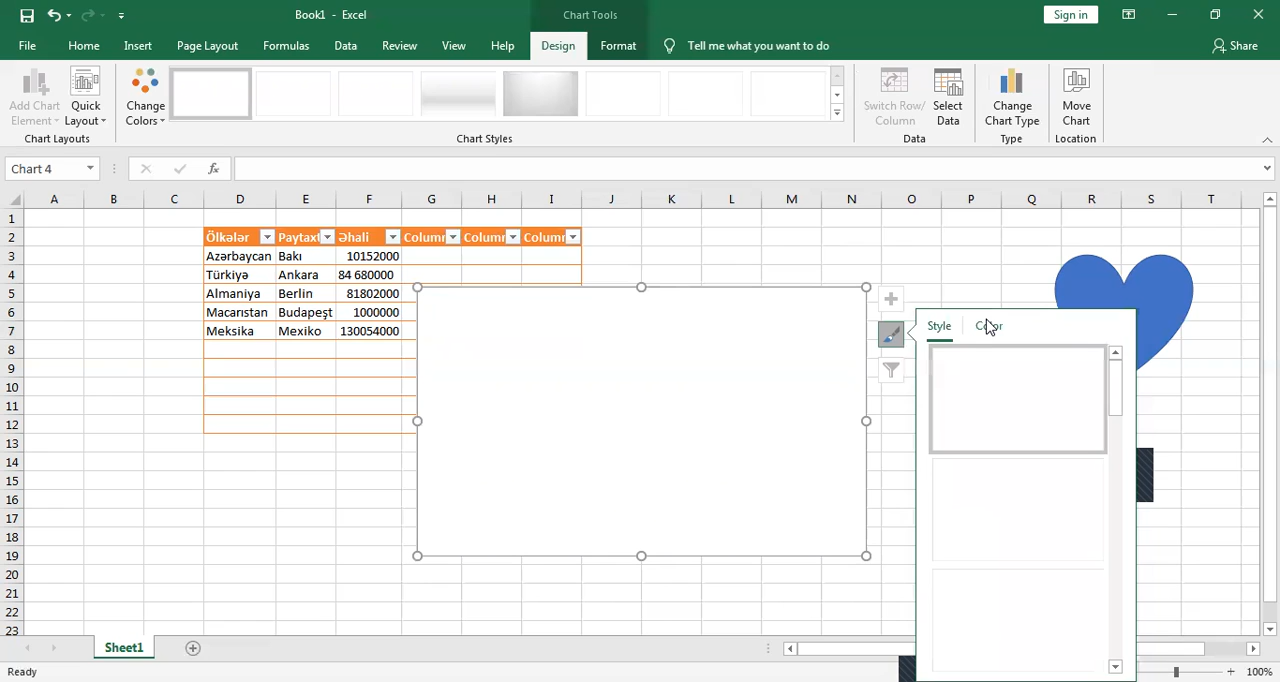 Book1 - Excel
Chart Tools
Sign in
File
Home
Insert
Page Layout
Formulas
Data
Review
View
Help
Design
Format
Tell me what you want to do
Share
Add Chart
Element
Quick
Layout
Change
Colors
Switch Row/
Column
Select
Data
Change
Chart Type
Move
Chart
Chart Layouts
Chart Styles
Data
Type
Location
Chart 4
fx
A B C D E F G H I J K L M N O P Q R S T
1
2 Ölkələr Paytaxt Əhali Colum Colum Colum
3 Azərbaycan Bakı 10152000
4 Türkiyə Ankara 84 680000
5 Almaniya Berlin 81802000
6 Macarıstan Budapeşt 1000000
7 Meksika Mexiko 130054000
8
9
10
11
12
13
14
15
16
17
18
19
20
21
22
23
Style
Sheet1
Ready
100%